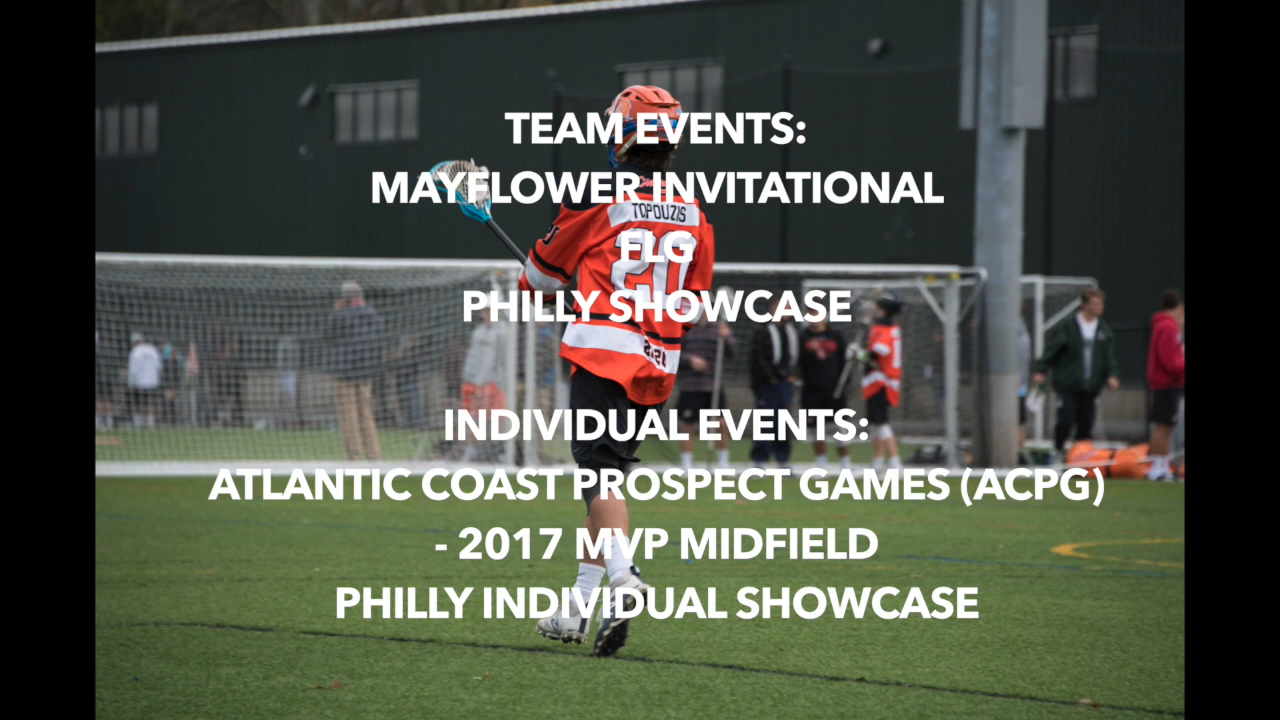 TEAM EVENTS:
MAYFLOWER INVITATIONAL
TOPOUZIS
FLG
20
PHILLY SHOWCASE
INDIVIDUAL EVENTS:
ATLANTIC COAST PROSPECT GAMES (ACPG)
- 2017 MVP MIDFIELD
PHILLY INDIVIDUAL SHOWCASE